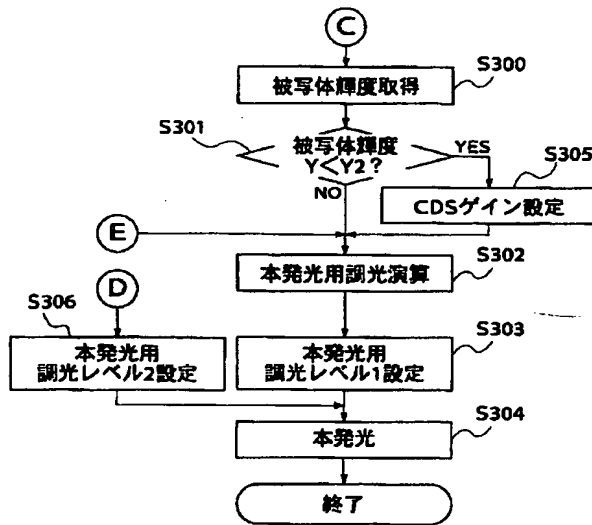 C
被写体輝度取得
S300
S301
被写体輝度
Y<Y2?
YES
NO
S305
CDSゲイン設定
E
本発光用調光演算
S302
D
S306
本発光用
調光レベル2設定
本発光用
調光レベル1設定
S303
本発光
S304
終了